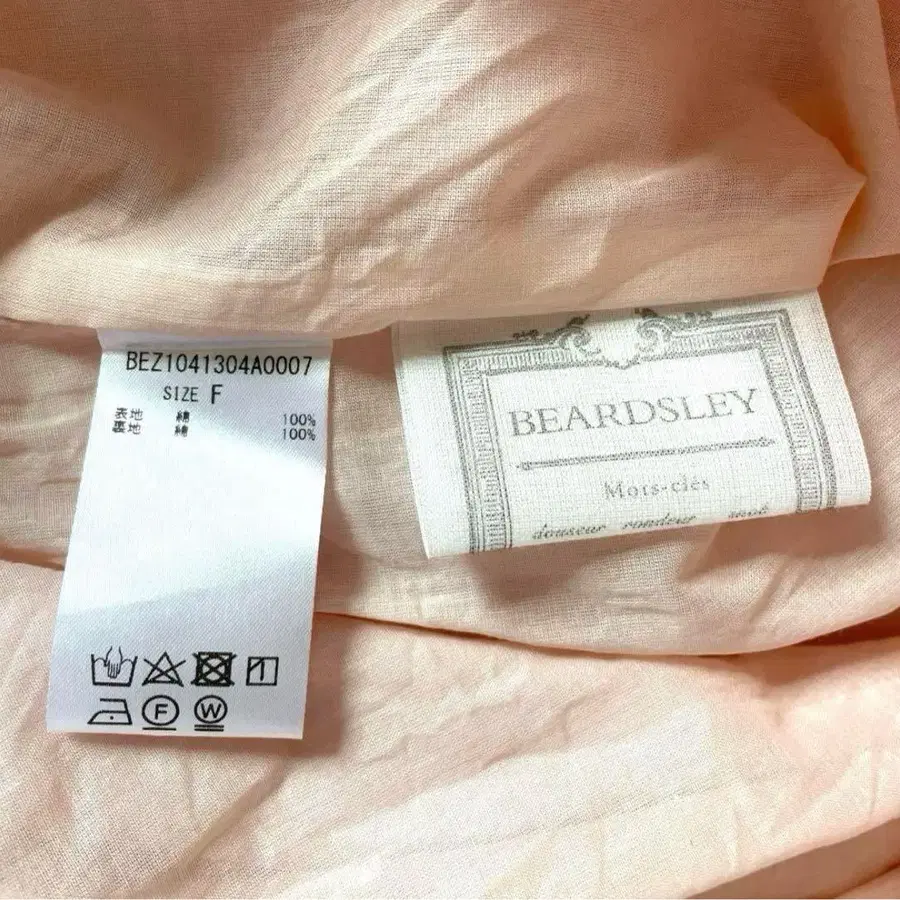 BEZ1041304A0007
SIZE F
表地 綿 100%
裏地 綿 100%
F
W
BEARDSLEY
Mots-clés
douceur rondeur